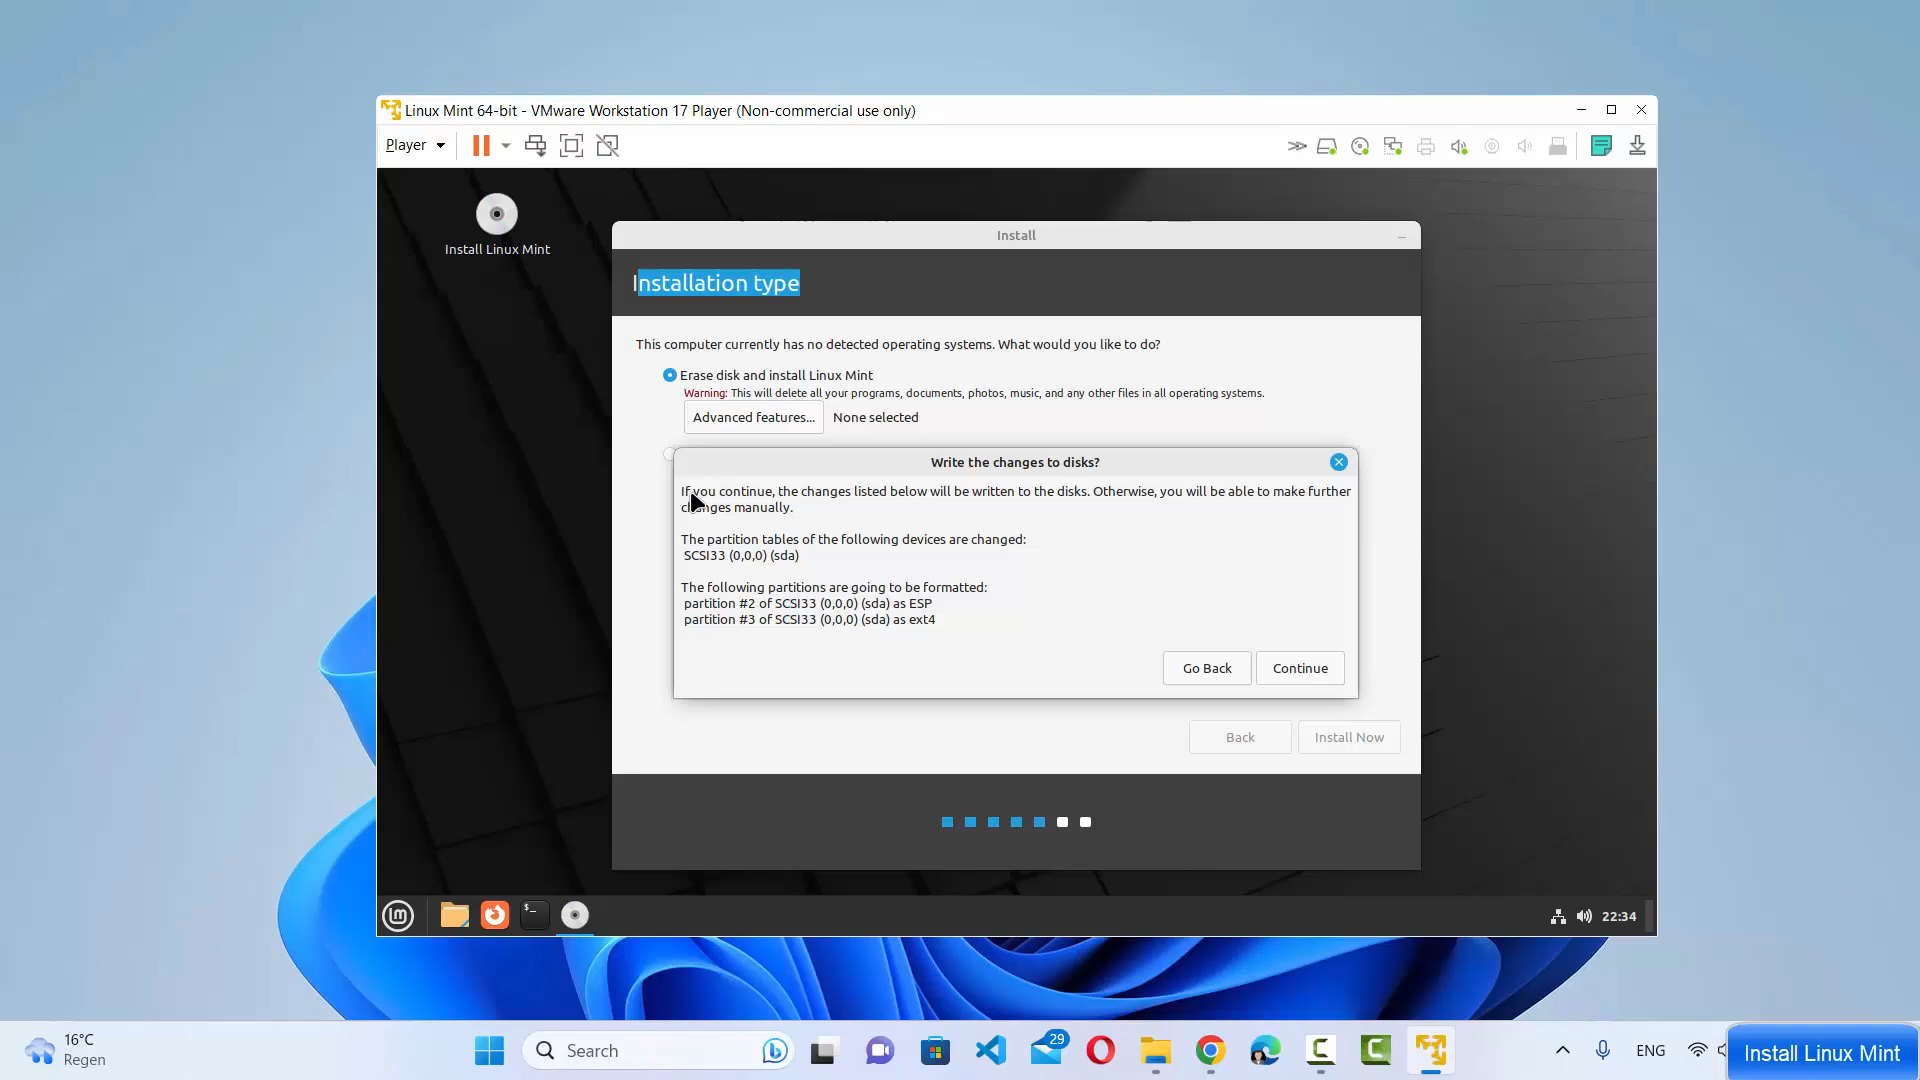 Linux Mint 64-bit - VMware Workstation 17 Player (Non-commercial use only)
Player
Install Linux Mint
Install
Installation type
This computer currently has no detected operating systems. What would you like to do?
Erase disk and install Linux Mint
Warning: This will delete all your programs, documents, photos, music, and any other files in all operating systems.
Advanced features... None selected
Write the changes to disks?
If you continue, the changes listed below will be written to the disks. Otherwise, you will be able to make further
changes manually.
The partition tables of the following devices are changed:
SCSI33 (0,0,0) (sda)
The following partitions are going to be formatted:
partition #2 of SCSI33 (0,0,0) (sda) as ESP
partition #3 of SCSI33 (0,0,0) (sda) as ext4
Go Back Continue
Back Install Now
22:34
16°C
Regen
Search
29
ENG
Install Linux Mint